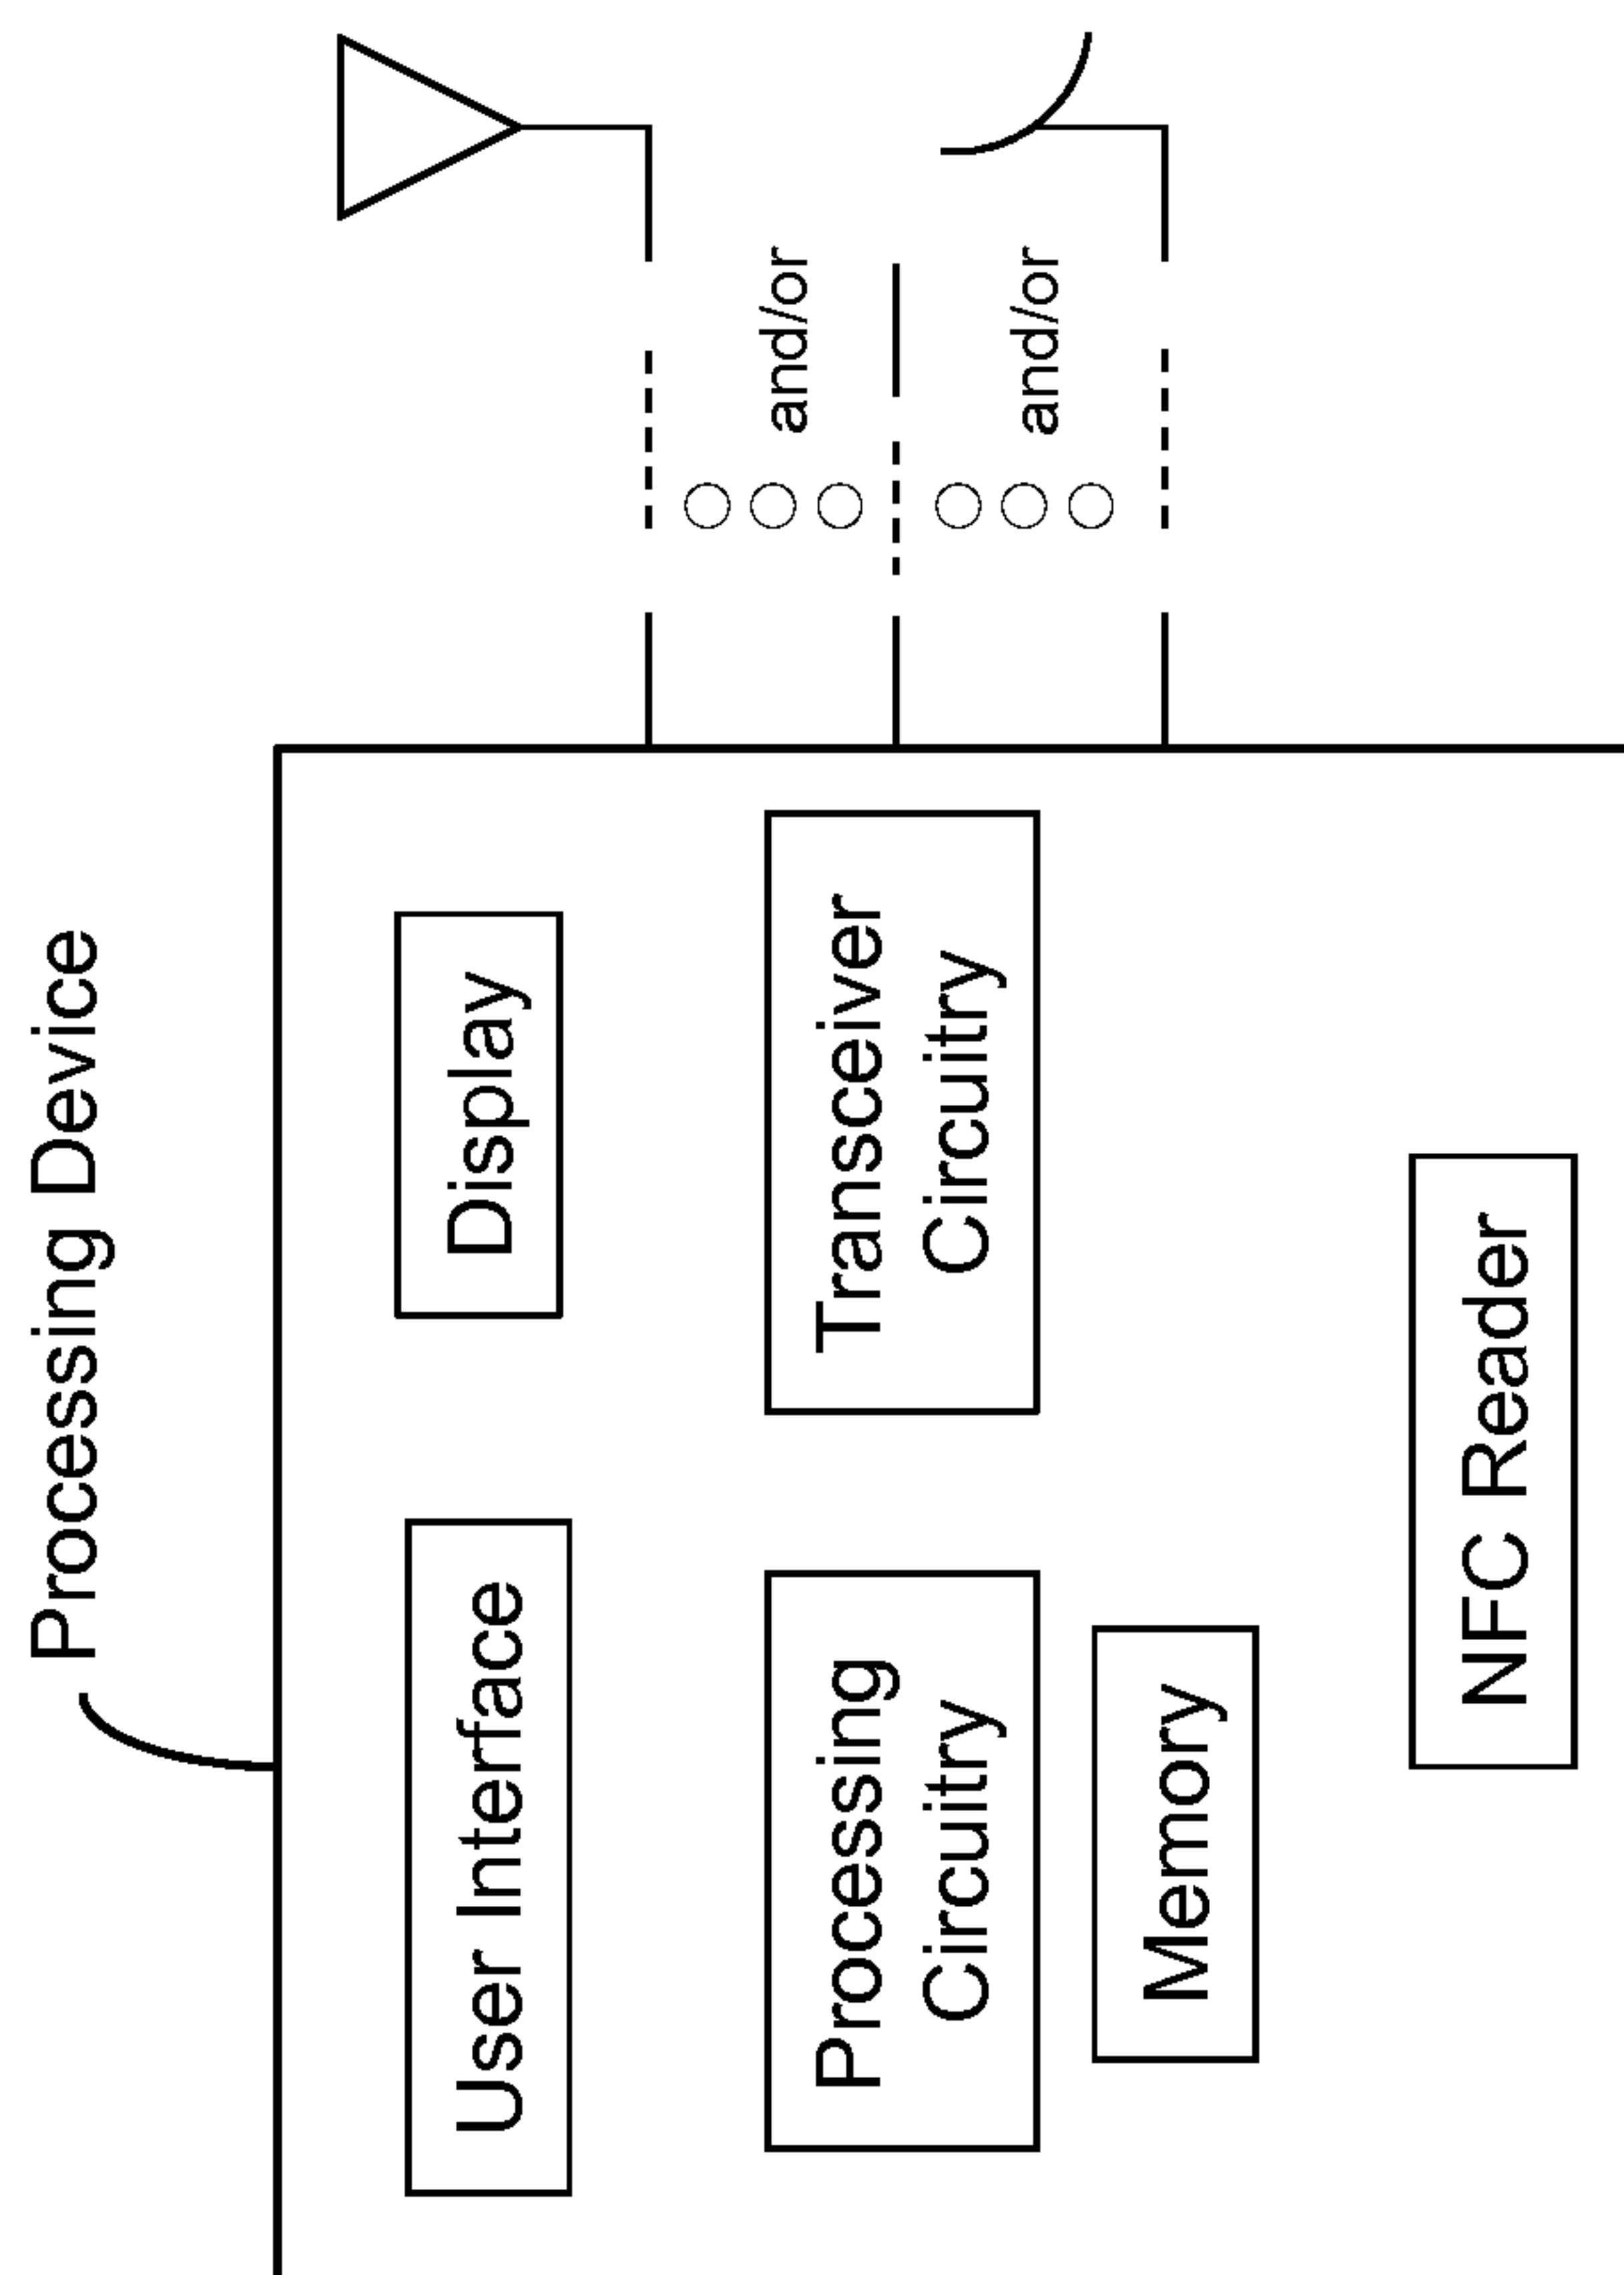 Processing Device
User Interface
Display
Processing
Circuitry
Transceiver
Circuitry
and/or
and/or
Memory
NFC Reader